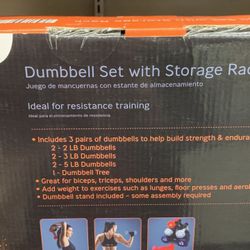 Dumbbell Set with Storage Rac
Juego de mancuernas con estante de almacenamiento
Ideal for resistance training
Ideal para el entrenamiento de resistencia
• Includes 3 pairs of dumbbells to help build strength & endura
2 - 2 LB Dumbbells
2 - 3 LB Dumbbells
2 - 5 LB Dumbbells
1 - Dumbbell Tree
• Great for biceps, triceps, shoulders and more
• Add weight to exercises such as lunges, floor presses and aerob
• Dumbbell stand included - some assembly required